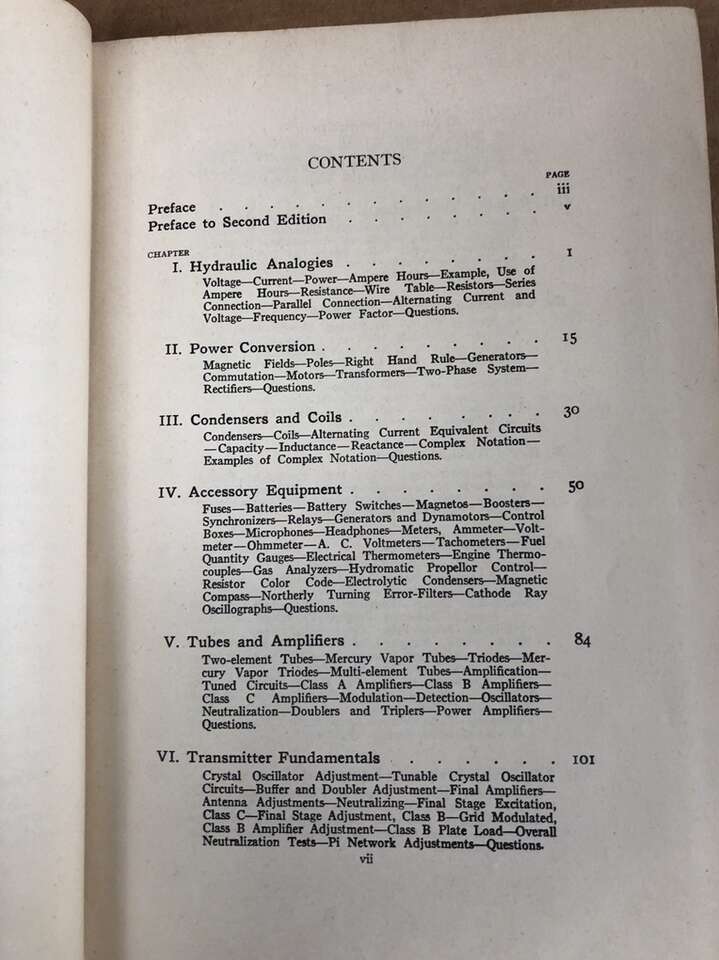 CONTENTS
PAGE
Preface . . . . . . . . . . . . . iii
Preface to Second Edition . . . . . . . . v
CHAPTER
I. Hydraulic Analogies . . . . . . . . 1
Voltage—Current—Power—Ampere Hours—Example, Use of
Ampere Hours—Resistance—Wire Table—Resistors—Series
Connection—Parallel Connection—Alternating Current and
Voltage—Frequency—Power Factor—Questions.
II. Power Conversion . . . . . . . . . 15
Magnetic Fields—Poles—Right Hand Rule—Generators—
Commutation—Motors—Transformers—Two-Phase System—
Rectifiers—Questions.
III. Condensers and Coils . . . . . . . . 30
Condensers—Coils—Alternating Current Equivalent Circuits
—Capacity—Inductance—Reactance—Complex Notation—
Examples of Complex Notation—Questions.
IV. Accessory Equipment . . . . . . . . 50
Fuses—Batteries—Battery Switches—Magnetos—Boosters—
Synchronizers—Relays—Generators and Dynamotors—Control
Boxes—Microphones—Headphones—Meters, Ammeter—Volt-
meter—Ohmmeter—A. C. Voltmeters—Tachometers—Fuel
Quantity Gauges—Electrical Thermometers—Engine Thermo-
couples—Gas Analyzers—Hydromatic Propellor Control—
Resistor Color Code—Electrolytic Condensers—Magnetic
Compass—Northerly Turning Error-Filters—Cathode Ray
Oscillographs—Questions.
V. Tubes and Amplifiers . . . . . . . . 84
Two-element Tubes—Mercury Vapor Tubes—Triodes—Mer-
cury Vapor Triodes—Multi-element Tubes—Amplification—
Tuned Circuits—Class A Amplifiers—Class B Amplifiers—
Class C Amplifiers—Modulation—Detection—Oscillators—
Neutralization—Doublers and Triplers—Power Amplifiers—
Questions.
VI. Transmitter Fundamentals . . . . . . 101
Crystal Oscillator Adjustment—Tunable Crystal Oscillator
Circuits—Buffer and Doubler Adjustment—Final Amplifiers—
Antenna Adjustments—Neutralizing—Final Stage Excitation,
Class C—Final Stage Adjustment, Class B—Grid Modulated,
Class B Amplifier Adjustment—Class B Plate Load—Overall
Neutralization Tests—Pi Network Adjustments—Questions.
vii